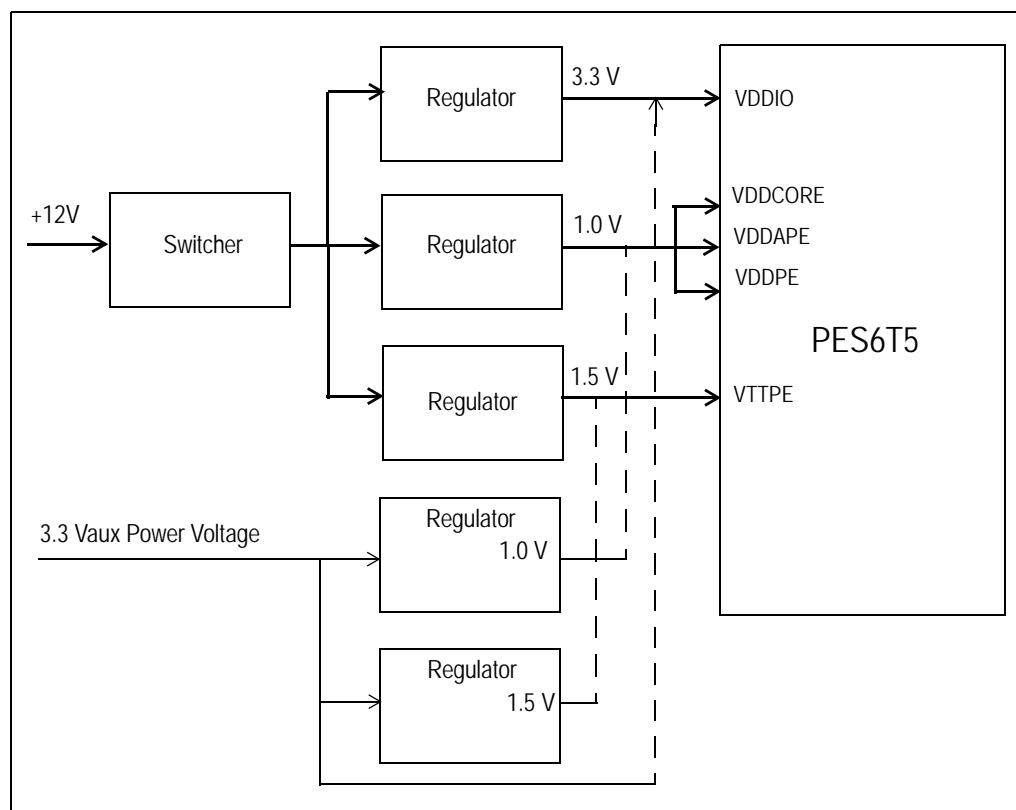 Regulator
3.3 V
VDDIO
+12V
Switcher
Regulator
1.0 V
VDDCORE
VDDAPE
VDDPE
PES6T5
Regulator
1.5 V
VTTPE
3.3 Vaux Power Voltage
Regulator
1.0 V
Regulator
1.5 V